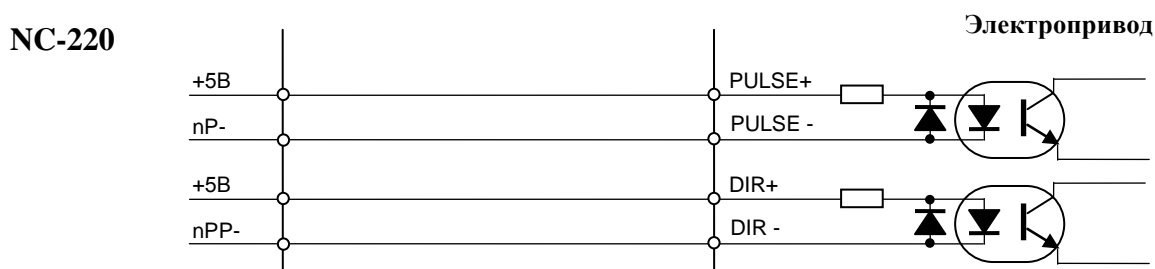 Электропривод
NC-220
+5В PULSE+
nP- PULSE -
+5В DIR+
nPP- DIR -